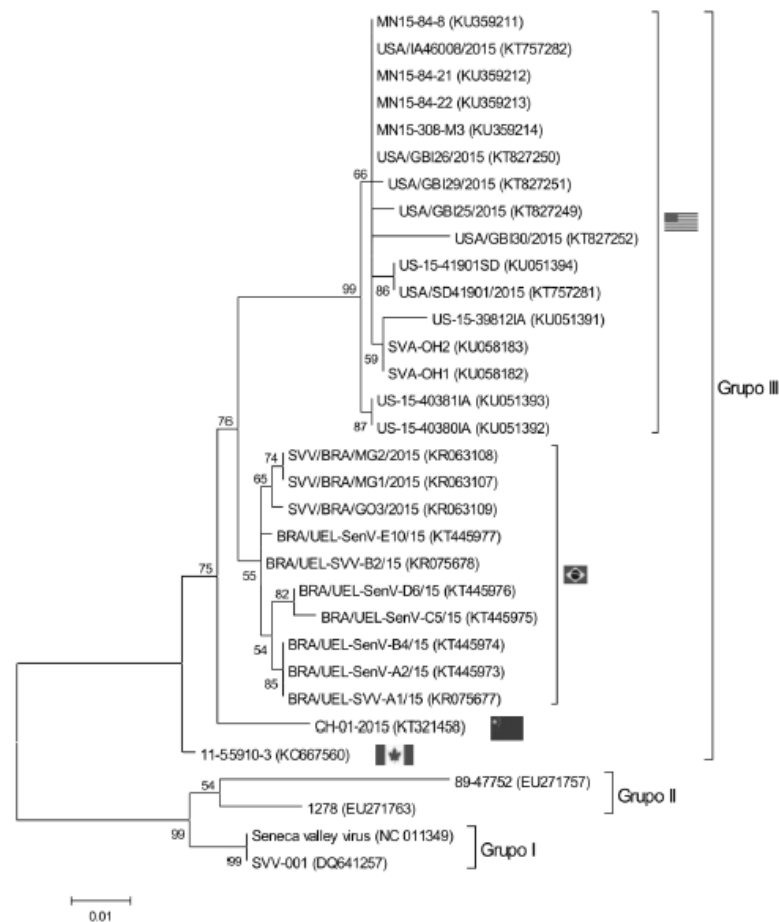 MN15-84-8 (KU359211)
USA/IA46008/2015 (KT757282)
MN15-84-21 (KU359212)
MN15-84-22 (KU359213)
MN15-308-M3 (KU359214)
USA/GBI26/2015 (KT827250)
66
USA/GBI29/2015 (KT827251)
USA/GBI25/2015 (KT827249)
USA/GBI30/2015 (KT827252)
US-15-41901SD (KU051394)
99
86
USA/SD41901/2015 (KT757281)
US-15-39812IA (KU051391)
SVA-OH2 (KU058183)
59
SVA-OH1 (KU058182)
Grupo III
US-15-40381IA (KU051393)
76
87
US-15-40380IA (KU051392)
74
SVV/BRA/MG2/2015 (KR063108)
65
SVV/BRA/MG1/2015 (KR063107)
SVV/BRA/GO3/2015 (KR063109)
BRA/UEL-SenV-E10/15 (KT445977)
BRA/UEL-SVV-B2/15 (KR075678)
75
55
BRA/UEL-SenV-D6/15 (KT445976)
82
BRA/UEL-SenV-C5/15 (KT445975)
54
BRA/UEL-SenV-B4/15 (KT445974)
BRA/UEL-SenV-A2/15 (KT445973)
85
BRA/UEL-SVV-A1/15 (KR075677)
CH-01-2015 (KT321458)
11-55910-3 (KC667560)
54
89-47752 (EU271757)
Grupo II
1278 (EU271763)
99
Seneca valley virus (NC 011349)
Grupo I
99
SVV-001 (DQ641257)
0.01